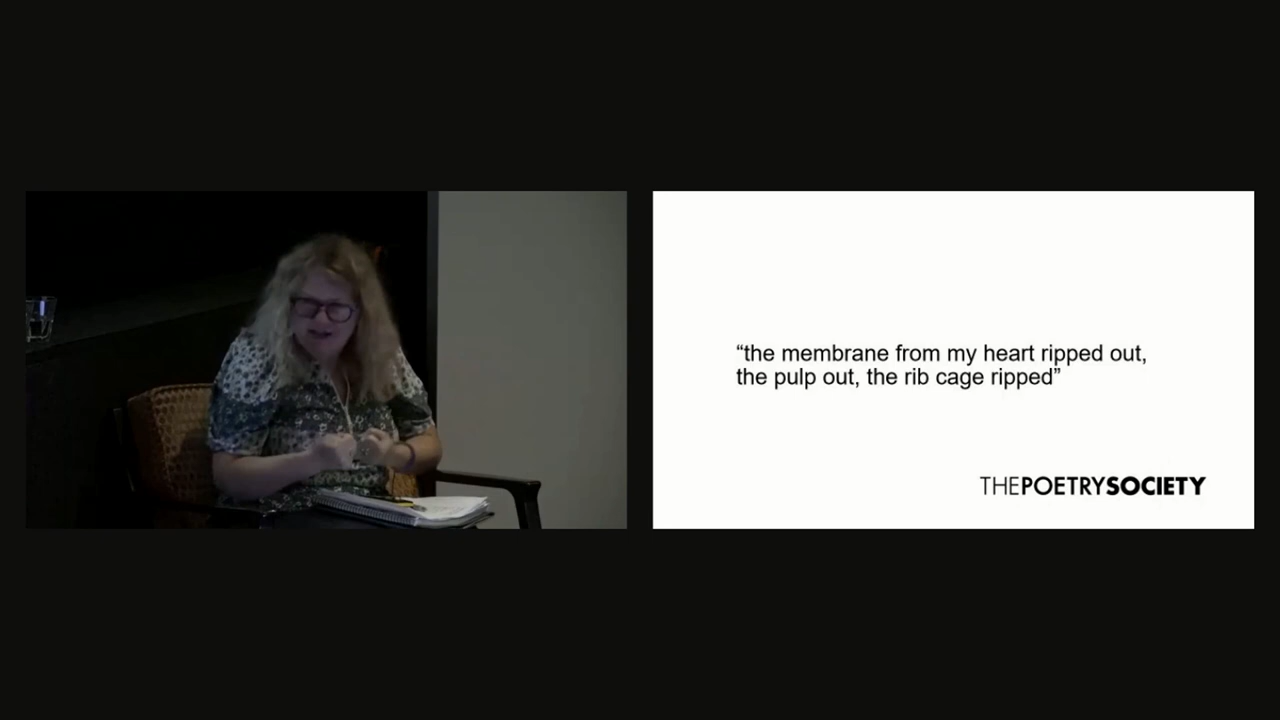 “the membrane from my heart ripped out,
the pulp out, the rib cage ripped”
THEPOETRYSOCIETY